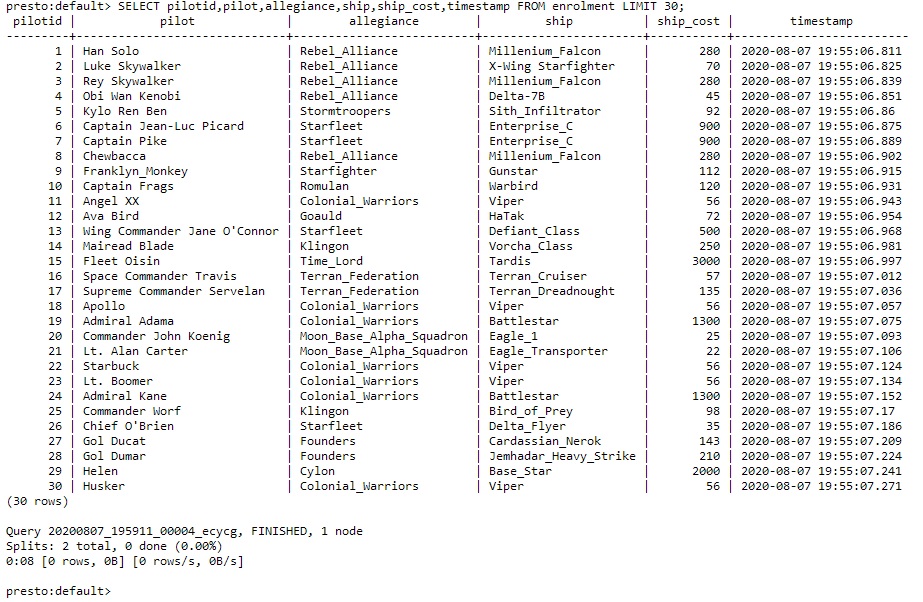 presto:default> SELECT pilotid,pilot,allegiance,ship,ship_cost,timestamp FROM enrolment LIMIT 30;
 pilotid |             pilot             |        allegiance         |         ship          | ship_cost |        timestamp
---------+-------------------------------+---------------------------+-----------------------+-----------+-------------------------
       1 | Han Solo                      | Rebel_Alliance            | Millenium_Falcon      |       280 | 2020-08-07 19:55:06.811
       2 | Luke Skywalker                | Rebel_Alliance            | X-Wing Starfighter    |        70 | 2020-08-07 19:55:06.825
       3 | Rey Skywalker                 | Rebel_Alliance            | Millenium_Falcon      |       280 | 2020-08-07 19:55:06.839
       4 | Obi Wan Kenobi                | Rebel_Alliance            | Delta-7B              |        45 | 2020-08-07 19:55:06.851
       5 | Kylo Ren Ben                  | Stormtroopers             | Sith_Infiltrator      |        92 | 2020-08-07 19:55:06.86
       6 | Captain Jean-Luc Picard       | Starfleet                 | Enterprise_C          |       900 | 2020-08-07 19:55:06.875
       7 | Captain Pike                  | Starfleet                 | Enterprise_C          |       900 | 2020-08-07 19:55:06.889
       8 | Chewbacca                     | Rebel_Alliance            | Millenium_Falcon      |       280 | 2020-08-07 19:55:06.902
       9 | Franklyn_Monkey               | Starfighter               | Gunstar               |       112 | 2020-08-07 19:55:06.915
      10 | Captain Frags                 | Romulan                   | Warbird               |       120 | 2020-08-07 19:55:06.931
      11 | Angel XX                      | Colonial_Warriors         | Viper                 |        56 | 2020-08-07 19:55:06.943
      12 | Ava Bird                      | Goauld                    | HaTak                 |        72 | 2020-08-07 19:55:06.954
      13 | Wing Commander Jane O'Connor  | Starfleet                 | Defiant_Class         |       500 | 2020-08-07 19:55:06.968
      14 | Mairead Blade                 | Klingon                   | Vorcha_Class          |       250 | 2020-08-07 19:55:06.981
      15 | Fleet Oisin                   | Time_Lord                 | Tardis                |      3000 | 2020-08-07 19:55:06.997
      16 | Space Commander Travis        | Terran_Federation         | Terran_Cruiser        |        57 | 2020-08-07 19:55:07.012
      17 | Supreme Commander Servelan    | Terran_Federation         | Terran_Dreadnought    |       135 | 2020-08-07 19:55:07.036
      18 | Apollo                        | Colonial_Warriors         | Viper                 |        56 | 2020-08-07 19:55:07.057
      19 | Admiral Adama                 | Colonial_Warriors         | Battlestar            |      1300 | 2020-08-07 19:55:07.075
      20 | Commander John Koenig         | Moon_Base_Alpha_Squadron  | Eagle_1               |        25 | 2020-08-07 19:55:07.093
      21 | Lt. Alan Carter               | Moon_Base_Alpha_Squadron  | Eagle_Transporter     |        22 | 2020-08-07 19:55:07.106
      22 | Starbuck                      | Colonial_Warriors         | Viper                 |        56 | 2020-08-07 19:55:07.124
      23 | Lt. Boomer                    | Colonial_Warriors         | Viper                 |        56 | 2020-08-07 19:55:07.134
      24 | Admiral Kane                  | Colonial_Warriors         | Battlestar            |      1300 | 2020-08-07 19:55:07.152
      25 | Commander Worf                | Klingon                   | Bird_of_Prey          |        98 | 2020-08-07 19:55:07.17
      26 | Chief O'Brien                 | Starfleet                 | Delta_Flyer           |        35 | 2020-08-07 19:55:07.186
      27 | Gol Ducat                     | Founders                  | Cardassian_Nerok      |       143 | 2020-08-07 19:55:07.209
      28 | Gol Dumar                     | Founders                  | Jemhadar_Heavy_Strike |       210 | 2020-08-07 19:55:07.224
      29 | Helen                         | Cylon                     | Base_Star             |      2000 | 2020-08-07 19:55:07.241
      30 | Husker                        | Colonial_Warriors         | Viper                 |        56 | 2020-08-07 19:55:07.271
(30 rows)

Query 20200807_195911_00004_ecycg, FINISHED, 1 node
Splits: 2 total, 0 done (0.00%)
0:08 [0 rows, 0B] [0 rows/s, 0B/s]

presto:default>